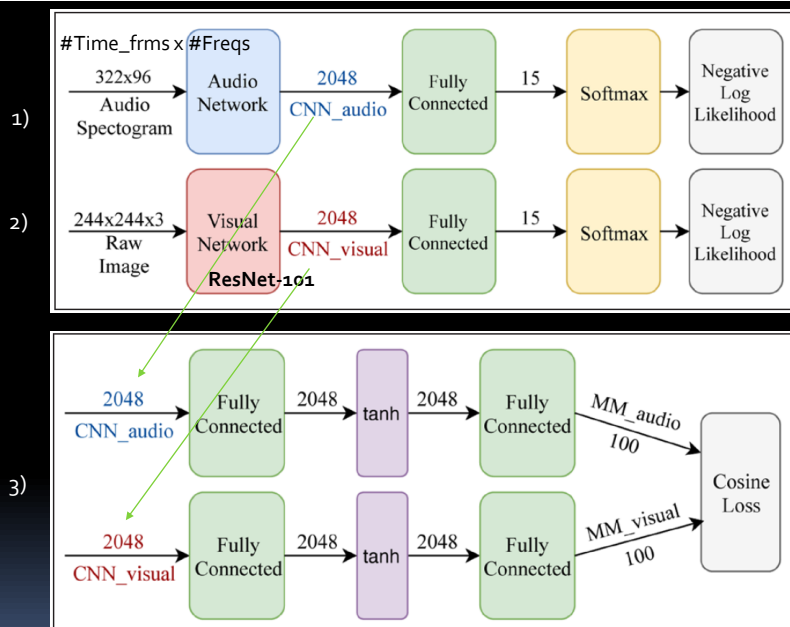 #Time_frms x #Freqs
1)
322x96
Audio
Spectogram
Audio
Network
2048
CNN_audio
Fully
Connected
15
Softmax
Negative
Log
Likelihood
2)
244x244x3
Raw
Image
Visual
Network
ResNet-101
2048
CNN_visual
Fully
Connected
15
Softmax
Negative
Log
Likelihood
3)
2048
CNN_audio
Fully
Connected
2048
tanh
2048
Fully
Connected
MM_audio
100
2048
CNN_visual
Fully
Connected
2048
tanh
2048
Fully
Connected
MM_visual
100
Cosine
Loss